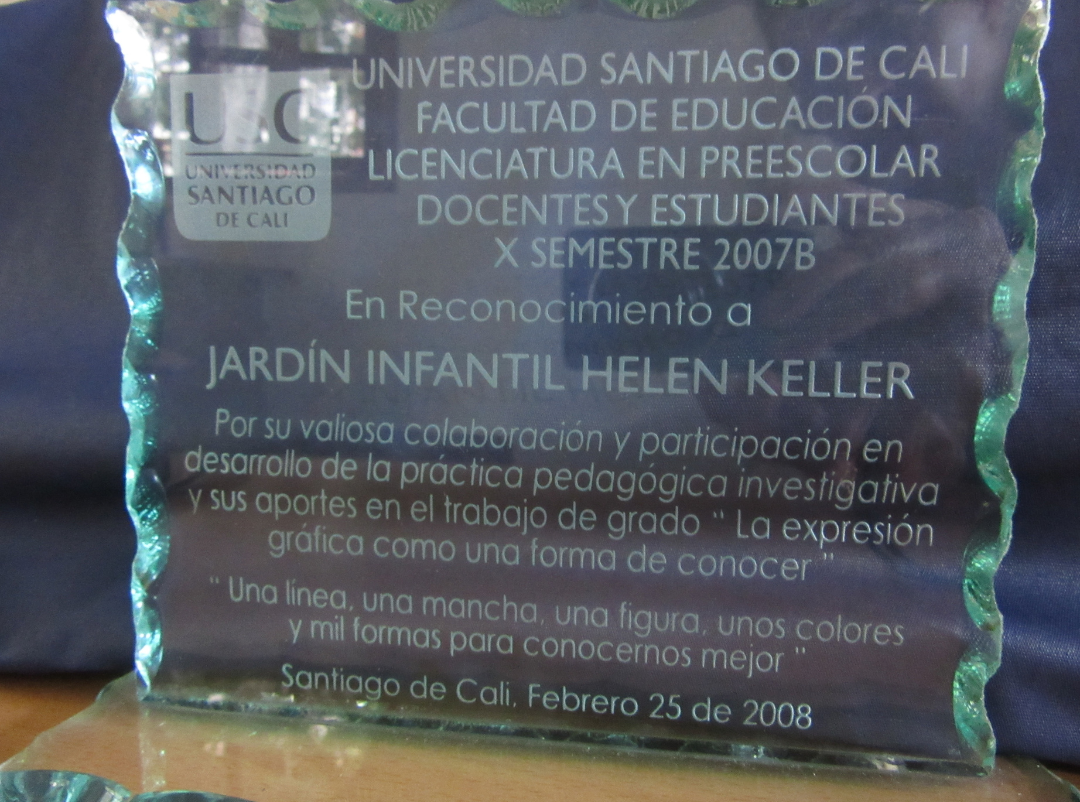 USC
UNIVERSIDAD
SANTIAGO
DE CALI
UNIVERSIDAD SANTIAGO DE CALI
FACULTAD DE EDUCACIÓN
LICENCIATURA EN PREESCOLAR
DOCENTES Y ESTUDIANTES
X SEMESTRE 2007B
En Reconocimiento a
JARDÍN INFANTIL HELEN KELLER
Por su valiosa colaboración y participación en
desarrollo de la práctica pedagógica investigativa
y sus aportes en el trabajo de grado " La expresión
gráfica como una forma de conocer "
" Una línea, una mancha, una figura, unos colores
y mil formas para conocernos mejor "
Santiago de Cali, Febrero 25 de 2008